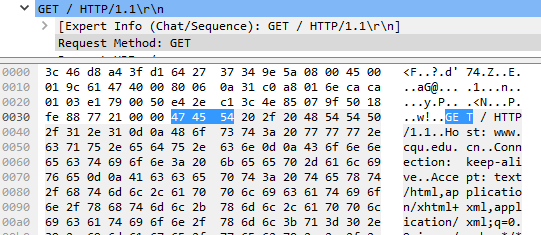 GET / HTTP/1.1\r\n
[Expert Info (Chat/Sequence): GET / HTTP/1.1\r\n]
Request Method: GET
0000 3c 46 d8 a4 3f d1 64 27 37 34 9e 5a 08 00 45 00 <F..?.d' 74.Z..E.
0010 01 9c 61 47 40 00 80 06 0a 31 c0 a8 01 6e ca ca ..aG@... .1...n..
0020 01 03 e1 79 00 50 e4 2e c1 3c 4e 85 07 9f 50 18 ...y.P.. .<N...P.
0030 fe 88 77 21 00 00 47 45 54 20 2f 20 48 54 54 50 ..w!..GE T / HTTP
2f 31 2e 31 0d 0a 48 6f 73 74 3a 20 77 77 77 2e /1.1..Ho st: www.
63 71 75 2e 65 64 75 2e 63 6e 0d 0a 43 6f 6e 6e cqu.edu. cn..Conn
65 63 74 69 6f 6e 3a 20 6b 65 65 70 2d 61 6c 69 ection: keep-ali
76 65 0d 0a 41 63 63 65 70 74 3a 20 74 65 78 74 ve..Accept: text
2f 68 74 6d 6c 2c 61 70 70 6c 69 63 61 74 69 6f /html,ap plicatio
6e 2f 78 68 74 6d 6c 2b 78 6d 6c 2c 61 70 70 6c n/xhtml+ xml,appl
00a0 69 63 61 74 69 6f 6e 2f 78 6d 6c 3b 71 3d 30 2e ication/ xml;q=0.